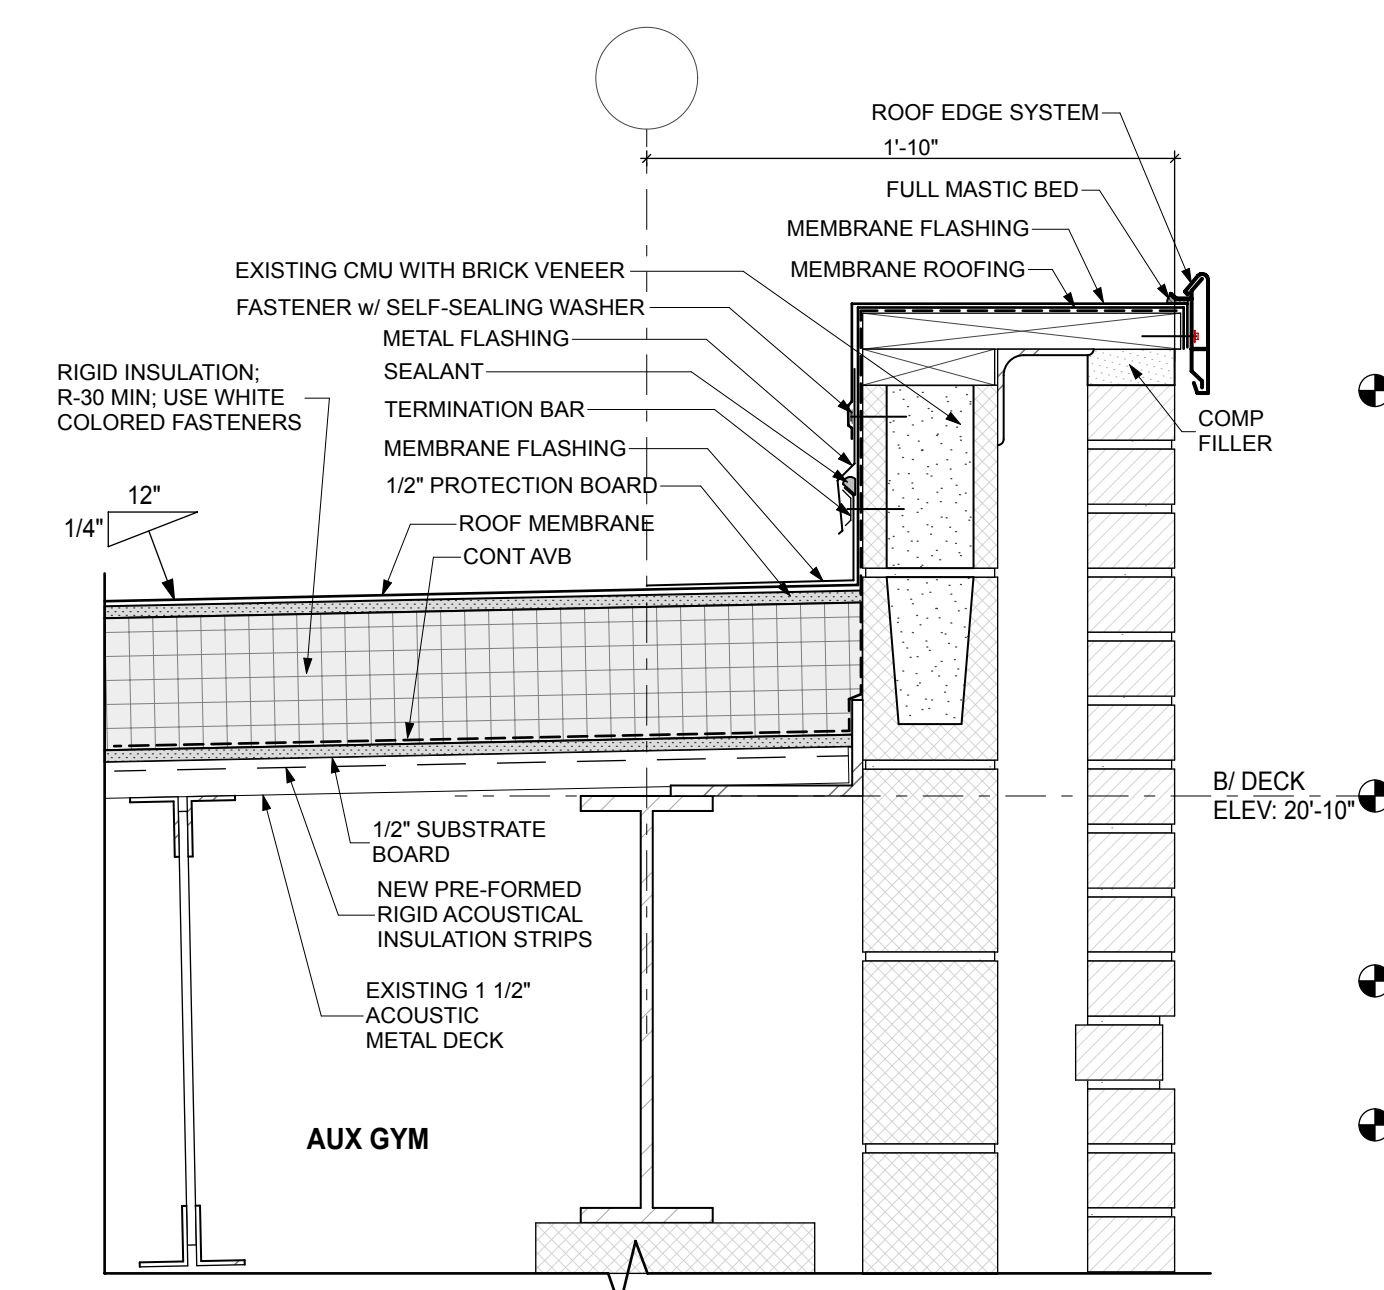 ROOF EDGE SYSTEM
1'-10"
FULL MASTIC BED
MEMBRANE FLASHING
MEMBRANE ROOFING
EXISTING CMU WITH BRICK VENEER
FASTENER w/ SELF-SEALING WASHER
METAL FLASHING
SEALANT
TERMINATION BAR
MEMBRANE FLASHING
1/2" PROTECTION BOARD
ROOF MEMBRANE
CONT AVB
RIGID INSULATION;
R-30 MIN; USE WHITE
COLORED FASTENERS
12"
1/4"
COMP
FILLER
B/ DECK
ELEV: 20'-10"
1/2" SUBSTRATE
BOARD
NEW PRE-FORMED
RIGID ACOUSTICAL
INSULATION STRIPS
EXISTING 1 1/2"
ACOUSTIC
METAL DECK
AUX GYM